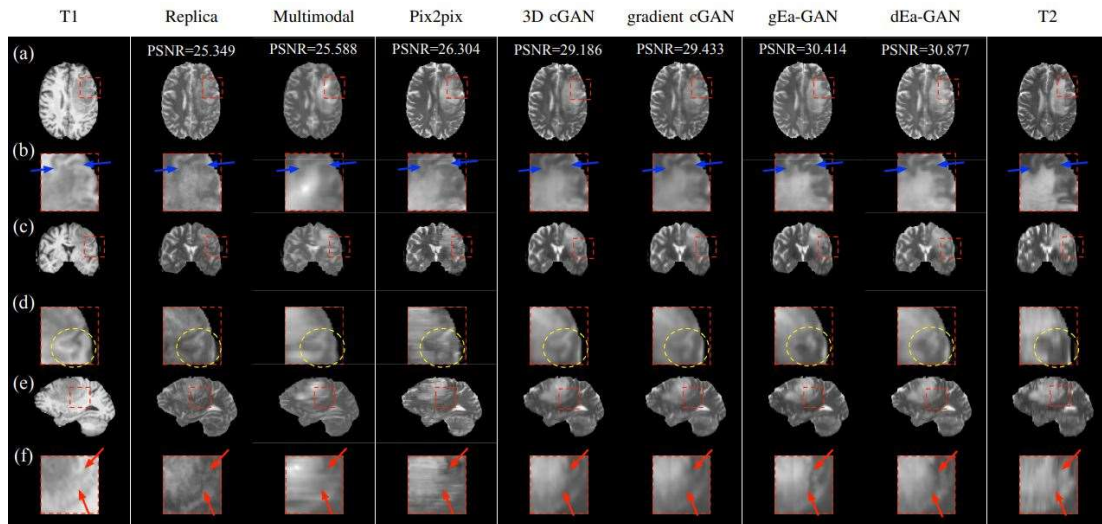 T1 Replica Multimodal Pix2pix 3D cGAN gradient cGAN gEa-GAN dEa-GAN T2
(a) PSNR=25.349 PSNR=25.588 PSNR=26.304 PSNR=29.186 PSNR=29.433 PSNR=30.414 PSNR=30.877
(b)
(c)
(d)
(e)
(f)